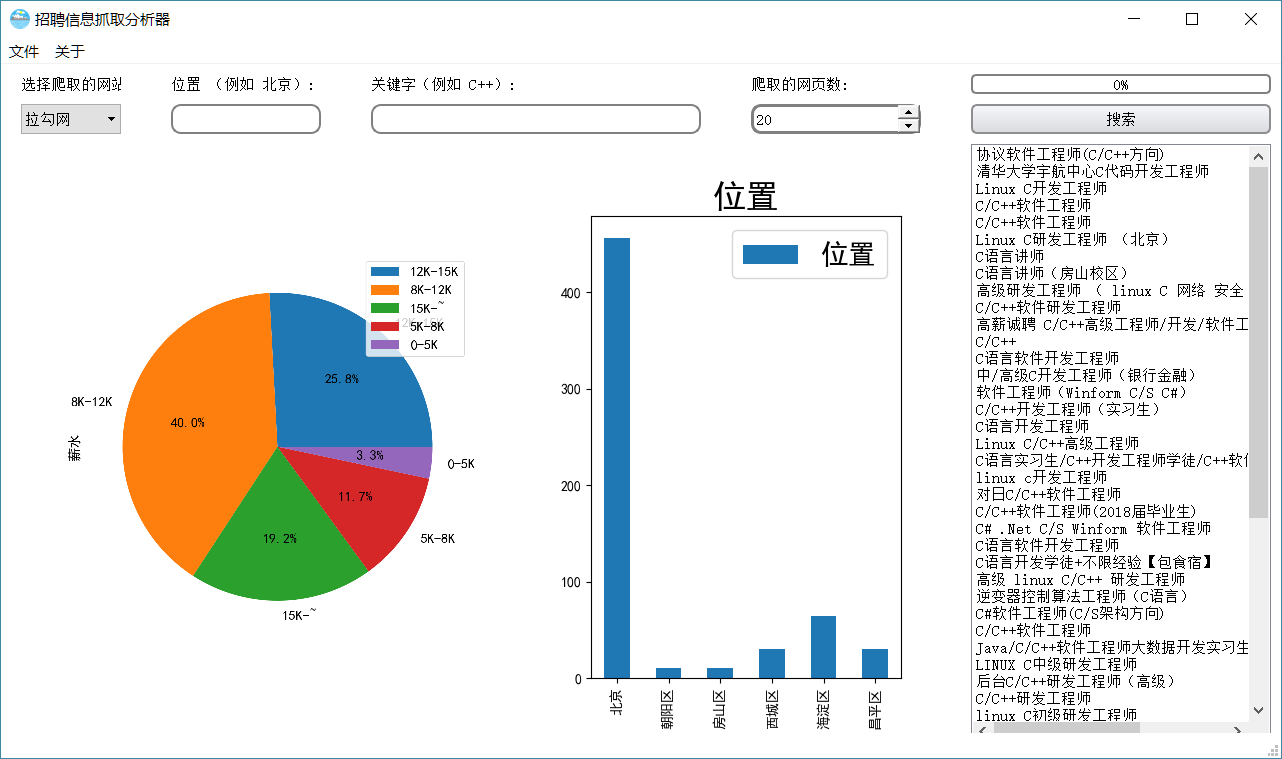 招聘信息抓取分析器
文件 关于
选择爬取的网站 位置 (例如 北京): 关键字(例如 C++): 爬取的网页数: 0%
拉勾网 20 搜索
位置
位置
400
300
200
100
0
北京
朝阳区
房山区
西城区
海淀区
昌平区
12K-15K
8K-12K
15K-~
5K-8K
0-5K
25.8%
8K-12K
40.0%
薪水
3.3%
0-5K
11.7%
19.2%
5K-8K
15K-~
协议软件工程师(C/C++方向)
清华大学宇航中心C代码开发工程师
Linux C开发工程师
C/C++软件工程师
C/C++软件工程师
Linux C研发工程师 (北京)
C语言讲师
C语言讲师(房山校区)
高级研发工程师 ( linux C 网络 安全
C/C++软件研发工程师
高薪诚聘 C/C++高级工程师/开发/软件工
C/C++
C语言软件开发工程师
中/高级C开发工程师(银行金融)
软件工程师(Winform C/S C#)
C/C++开发工程师(实习生)
C语言开发工程师
Linux C/C++高级工程师
C语言实习生/C++开发工程师学徒/C++软件
linux c开发工程师
对日C/C++软件工程师
C/C++软件工程师(2018届毕业生)
C# .Net C/S Winform 软件工程师
C语言软件开发工程师
C语言开发学徒+不限经验【包食宿】
高级 linux C/C++ 研发工程师
逆变器控制算法工程师(C语言)
C#软件工程师(C/S架构方向)
C/C++软件工程师
Java/C/C++软件工程师大数据开发实习生
LINUX C中级研发工程师
后台C/C++研发工程师(高级)
C/C++研发工程师
linux C初级研发工程师